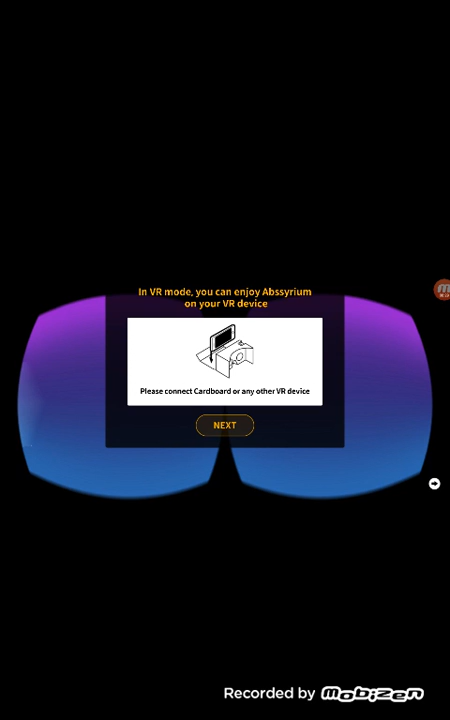 In VR mode, you can enjoy Abssyrium
on your VR device
Please connect Cardboard or any other VR device
NEXT
Recorded by Mobizen